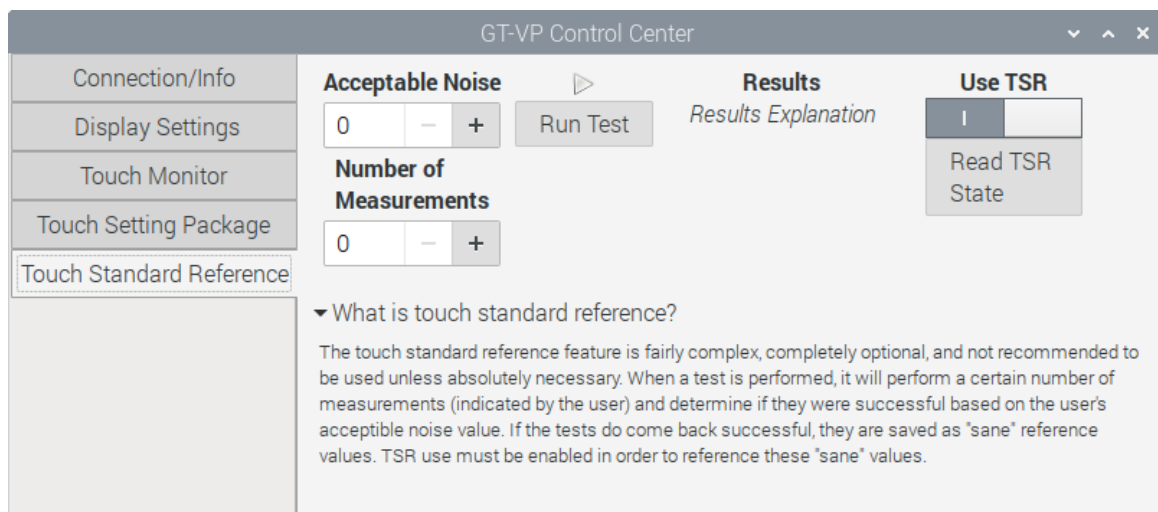 GT-VP Control Center
Connection/Info
Display Settings
Touch Monitor
Touch Setting Package
Touch Standard Reference
Acceptable Noise
0 − +
Number of
Measurements
0 − +
Run Test
Results
Results Explanation
Use TSR
I
Read TSR
State
What is touch standard reference?
The touch standard reference feature is fairly complex, completely optional, and not recommended to
be used unless absolutely necessary. When a test is performed, it will perform a certain number of
measurements (indicated by the user) and determine if they were successful based on the user's
acceptible noise value. If the tests do come back successful, they are saved as "sane" reference
values. TSR use must be enabled in order to reference these "sane" values.